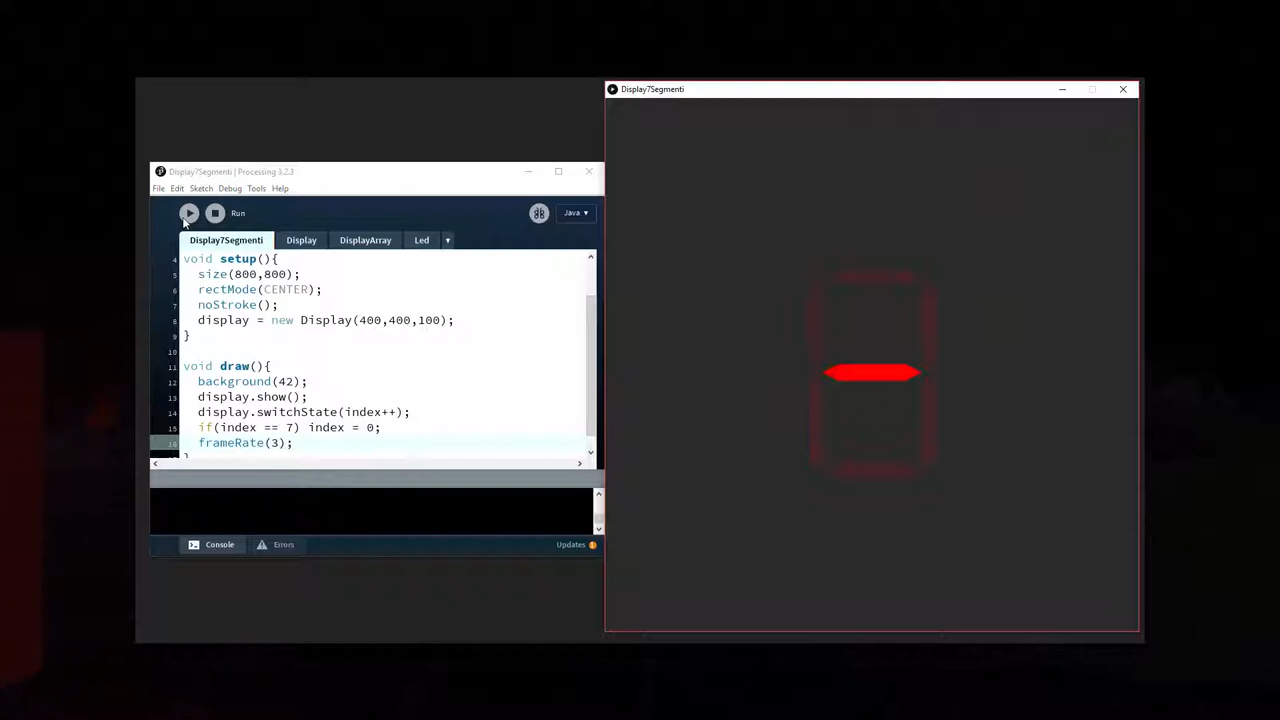 Display7Segmenti
Display7Segmenti | Processing 3.2.3
File Edit Sketch Debug Tools Help
Run
Java ▾
Display7Segmenti Display DisplayArray Led ▾
4 void setup(){
5 size(800,800);
6 rectMode(CENTER);
7 noStroke();
8 display = new Display(400,400,100);
9 }
10
11 void draw(){
12 background(42);
13 display.show();
14 display.switchState(index++);
15 if(index == 7) index = 0;
16 frameRate(3);
}
Console Errors Updates 1